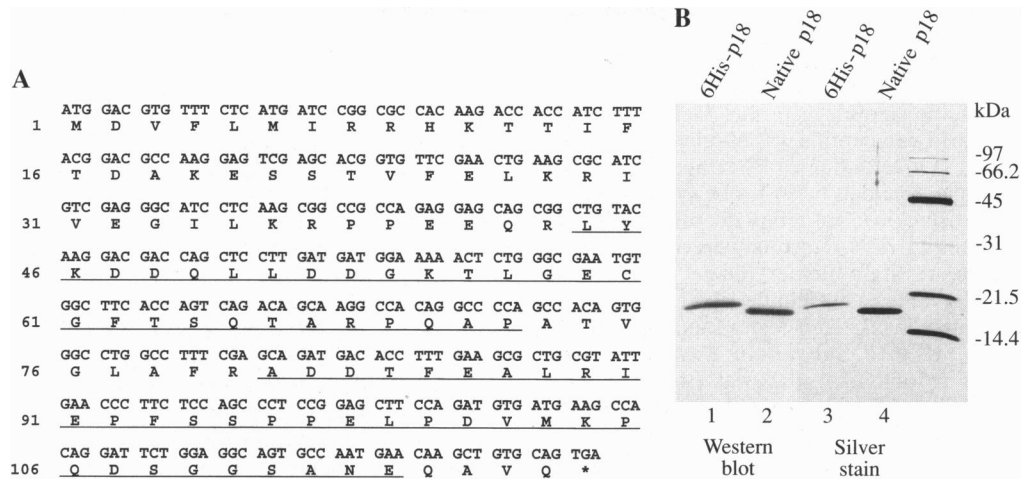 A
ATG GAC GTG TTT CTC ATG ATC CGG CGC CAC AAG ACC ACC ATC TTT
1 M D V F L M I R R H K T T I F
ACG GAC GCC AAG GAG TCG AGC ACG GTG TTC GAA CTG AAG CGC ATC
16 T D A K E S S T V F E L K R I
GTC GAG GGC ATC CTC AAG CGG CCG CCA GAG GAG CAG CGG CTG TAC
31 V E G I L K R P P E E Q R L Y
AAG GAC GAC CAG CTC CTT GAT GAT GGA AAA ACT CTG GGC GAA TGT
46 K D D Q L L D D G K T L G E C
GGC TTC ACC AGT CAG ACA GCA AGG CCA CAG GCC CCA GCC ACA GTG
61 G F T S Q T A R P Q A P A T V
GGC CTG GCC TTT CGA GCA GAT GAC ACC TTT GAA GCG CTG CGT ATT
76 G L A F R A D D T F E A L R I
GAA CCC TTC TCC AGC CCT CCG GAG CTT CCA GAT GTG ATG AAG CCA
91 E P F S S P P E L P D V M K P
CAG GAT TCT GGA GGC AGT GCC AAT GAA CAA GCT GTG CAG TGA
106 Q D S G G S A N E Q A V Q *
B
6His-p18
Native p18
6His-p18
Native p18
kDa
-97
-66.2
-45
-31
-21.5
-14.4
1 2 3 4
Western blot
Silver stain